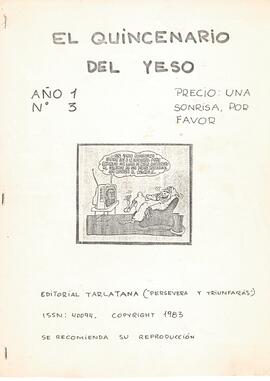 EL QUINCENARIO
DEL YESO
AÑO 1
Nº 3
PRECIO: UNA
SONRISA, POR
FAVOR
EDITORIAL TARLATANA ("PERSEVERA Y TRIUNFARÁS")
ISSN: 40094. COPYRIGHT 1983
SE RECOMIENDA SU REPRODUCCIÓN